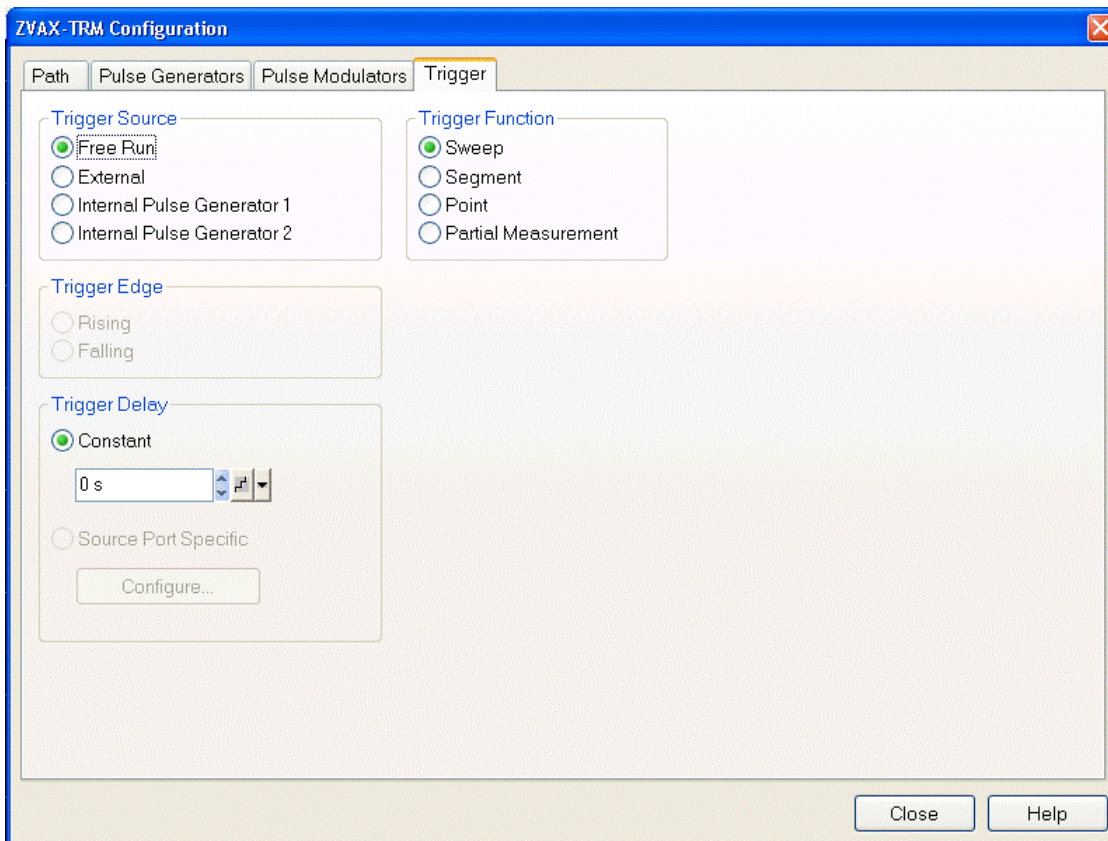 ZVAX-TRM Configuration
Path
Pulse Generators
Pulse Modulators
Trigger
Trigger Source
Free Run
External
Internal Pulse Generator 1
Internal Pulse Generator 2
Trigger Function
Sweep
Segment
Point
Partial Measurement
Trigger Edge
Rising
Falling
Trigger Delay
Constant
0 s
Source Port Specific
Configure...
Close
Help